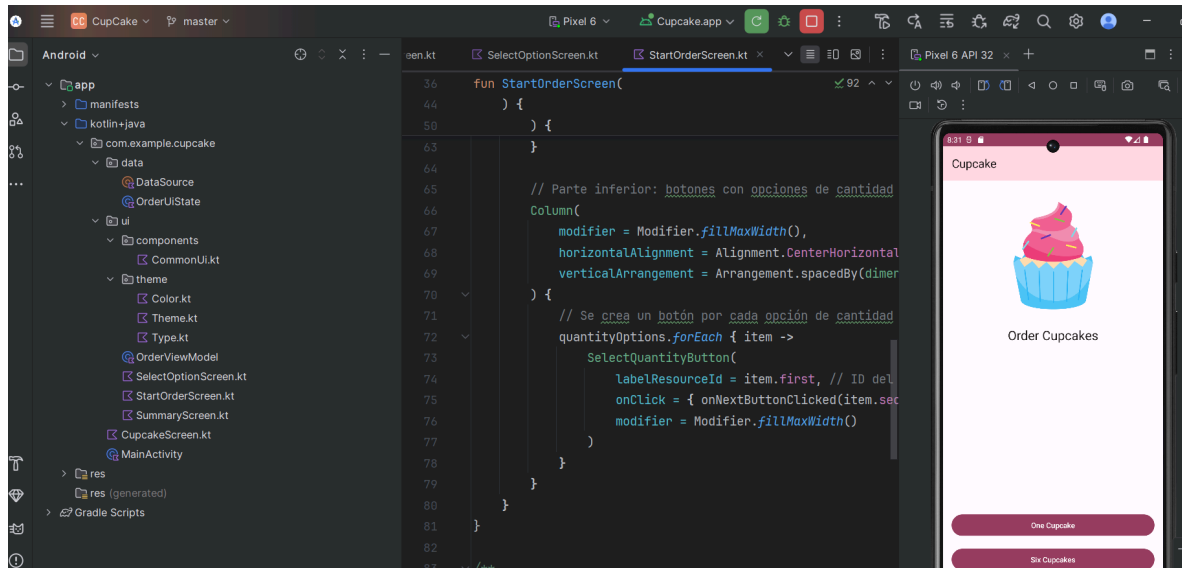 CC CupCake master Pixel 6 Cupcake.app
Android
een.kt SelectOptionScreen.kt StartOrderScreen.kt
Pixel 6 API 32
app
manifests
kotlin+java
com.example.cupcake
data
DataSource
OrderUiState
ui
components
CommonUi.kt
theme
Color.kt
Theme.kt
Type.kt
OrderViewModel
SelectOptionScreen.kt
StartOrderScreen.kt
SummaryScreen.kt
CupcakeScreen.kt
MainActivity
res
res (generated)
Gradle Scripts
92
36 fun StartOrderScreen(
44 ) {
50 ) {
63 }
64
65 // Parte inferior: botones con opciones de cantidad
66 Column(
67 modifier = Modifier.fillMaxWidth(),
68 horizontalAlignment = Alignment.CenterHorizontal
69 verticalArrangement = Arrangement.spacedBy(dimen
70 ) {
71 // Se crea un botón por cada opción de cantidad
72 quantityOptions.forEach { item ->
73 SelectQuantityButton(
74 labelResourceId = item.first, // ID del
75 onClick = { onNextButtonClicked(item.sec
76 modifier = Modifier.fillMaxWidth()
77 )
78 }
79 }
80 }
81 }
82
83 /**
8:31
Cupcake
Order Cupcakes
One Cupcake
Six Cupcakes